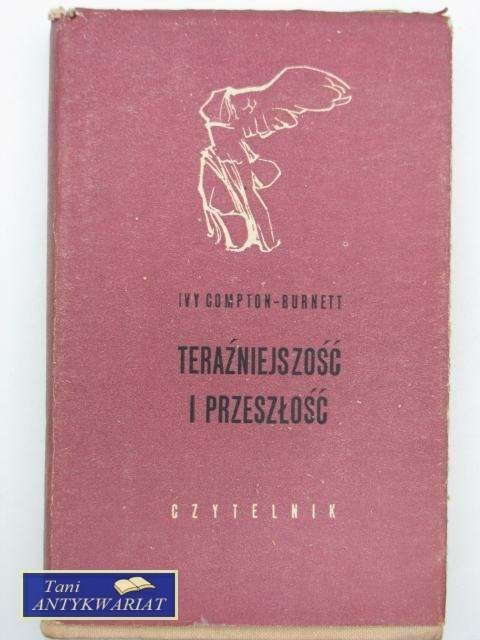 IVY COMPTON-BURNETT
TERAŹNIEJSZOŚĆ
I PRZESZŁOŚĆ
CZYTELNIK
Tani
ANTYKWARIAT